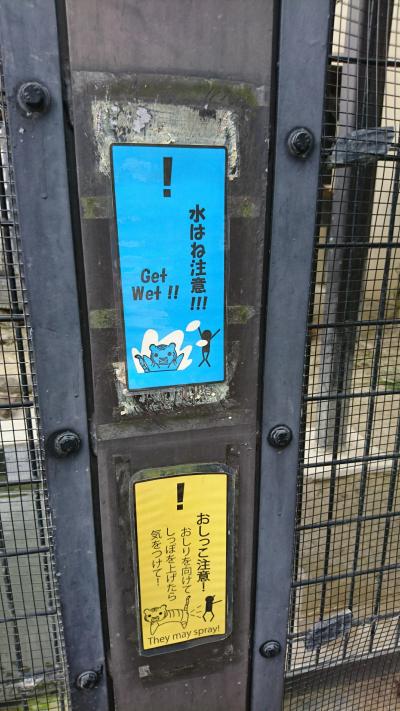 !
水はね注意!!!
Get
Wet !!
!
おしっこ注意!
おしりを向けて
しっぽを上げたら
気をつけて!
They may spray!